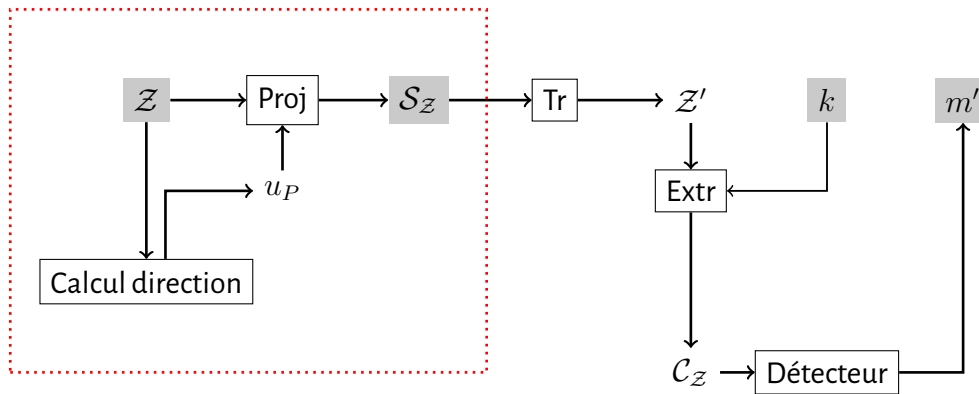 𝒵 Proj 𝒮_𝒵 Tr 𝒵′ k m′
u_P Extr
Calcul direction
𝒞_𝒵 Détecteur